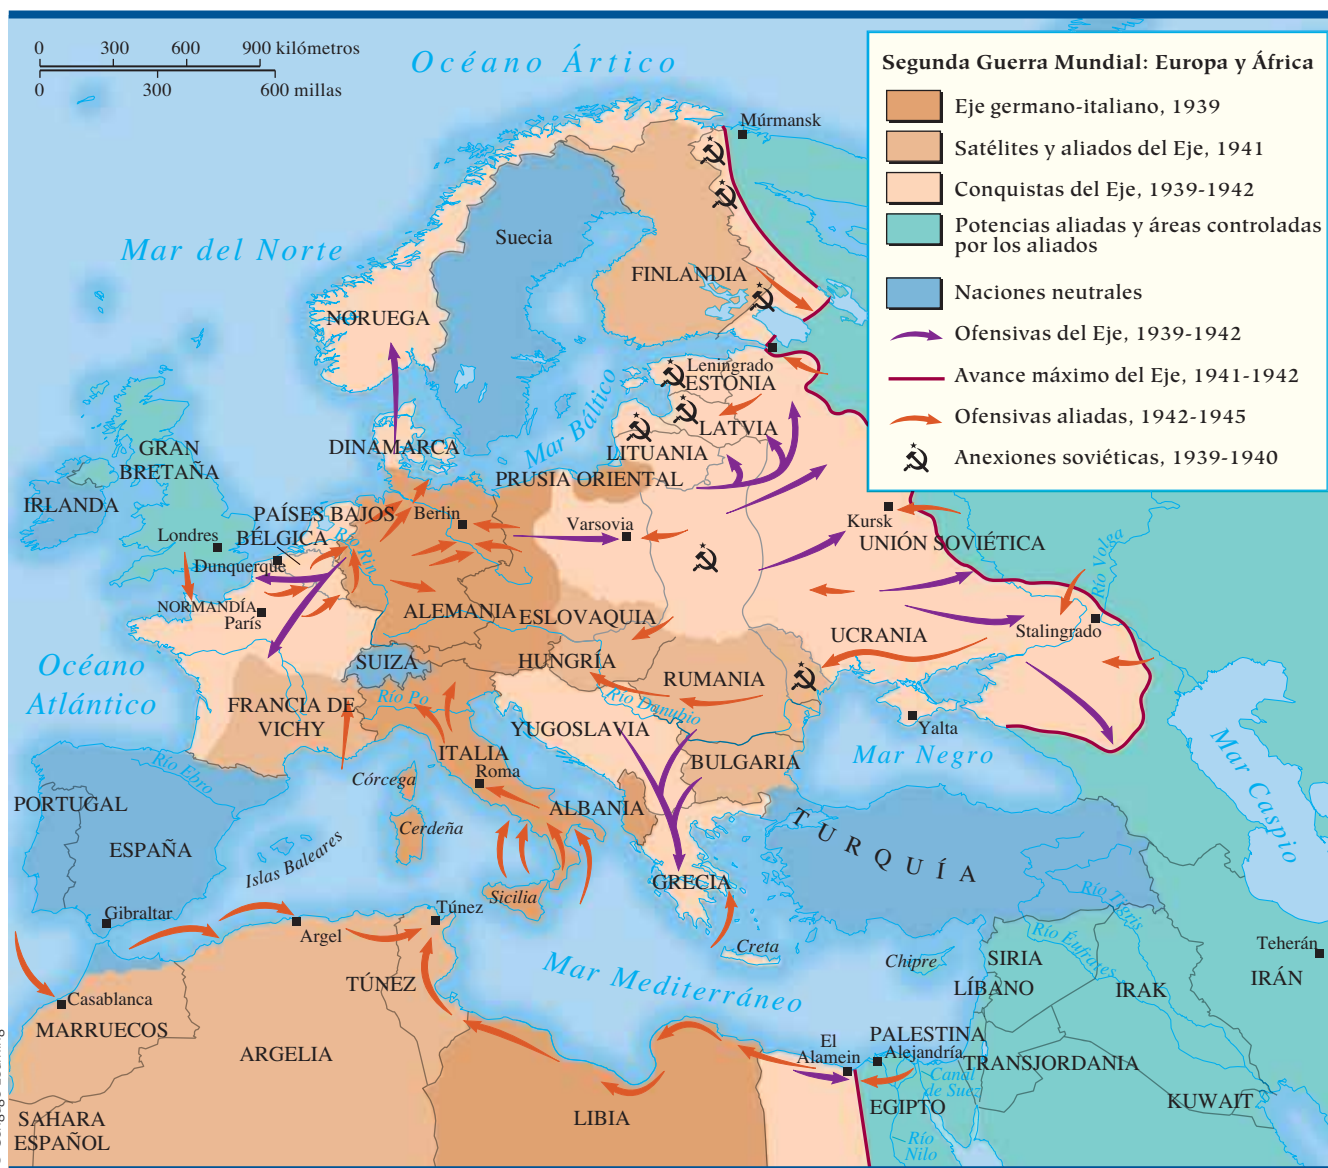 0 300 600 900 kilómetros
0 300 600 millas
Océano Ártico
Segunda Guerra Mundial: Europa y África
Eje germano-italiano, 1939
Satélites y aliados del Eje, 1941
Conquistas del Eje, 1939-1942
Potencias aliadas y áreas controladas
por los aliados
Naciones neutrales
Ofensivas del Eje, 1939-1942
Avance máximo del Eje, 1941-1942
Ofensivas aliadas, 1942-1945
Anexiones soviéticas, 1939-1940
Múrmansk
Mar del Norte
Suecia
FINLANDIA
NORUEGA
Leningrado
ESTONIA
Mar Báltico
LATVIA
LITUANIA
DINAMARCA
PRUSIA ORIENTAL
GRAN
BRETAÑA
IRLANDA
PAÍSES BAJOS
Berlin
BÉLGICA
Londres
Río Rin
Varsovia
Kursk
UNIÓN SOVIÉTICA
Río Volga
Dunquerque
NORMANDÍA
París
ALEMANIA
ESLOVAQUIA
UCRANIA
Stalingrado
Océano
Atlántico
SUIZA
HUNGRÍA
RUMANIA
Río Po
Río Danubio
FRANCIA DE
VICHY
YUGOSLAVIA
Yalta
Mar Negro
Mar Caspio
ITALIA
Roma
BULGARIA
Río Ebro
Córcega
PORTUGAL
ALBANIA
Cerdeña
TURQUÍA
ESPAÑA
Islas Baleares
GRECIA
Sicilia
Río Tigris
Gibraltar
Túnez
Argel
Creta
Río Éufrates
Teherán
Chipre
SIRIA
IRÁN
Mar Mediterráneo
LÍBANO
IRAK
TÚNEZ
Casablanca
MARRUECOS
ARGELIA
El
Alamein
PALESTINA
Alejandría
TRANSJORDANIA
Canal
de Suez
EGIPTO
KUWAIT
LIBIA
SAHARA
ESPAÑOL
Río
Nilo